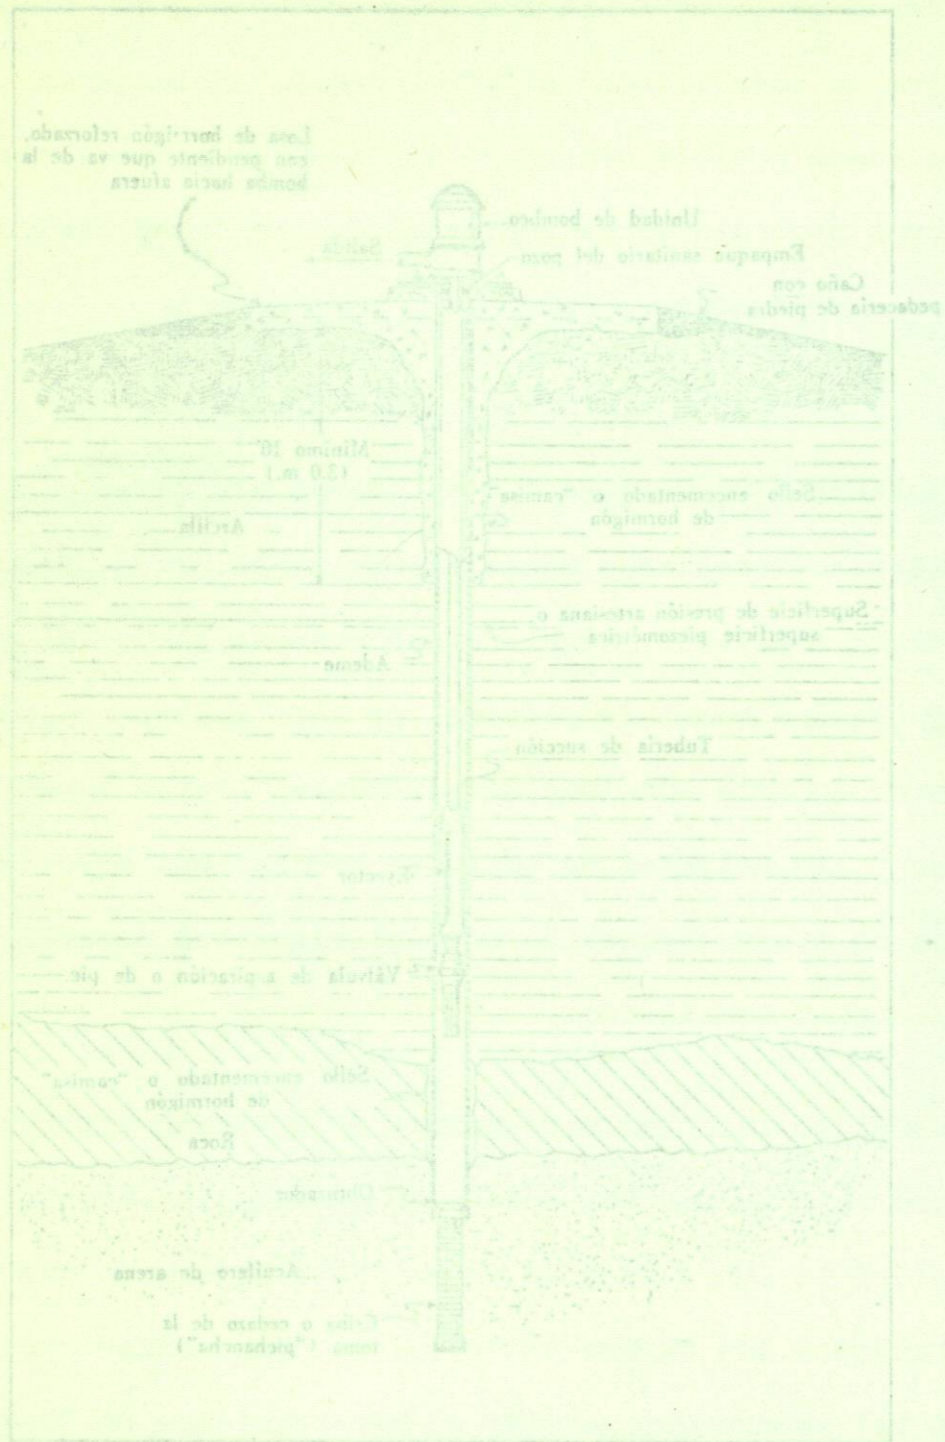 Losa de hormigón reforzado,
con pendiente que va de la
bomba hacia afuera
Unidad de bombeo
Salida
Empaque sanitario del pozo
Caño con
pedacería de piedra
Mínimo 10'
(3.0 m.)
Sello encementado o "camisa"
de hormigón
Arcilla
Superficie de presión artesiana o
superficie piezométrica
Ademe
Tubería de succión
Eyector
Válvula de aspiración o de pie
Sello encementado o "camisa"
de hormigón
Roca
Obturador
Acuífero de arena
Criba o cedazo de la
toma ("pichancha")